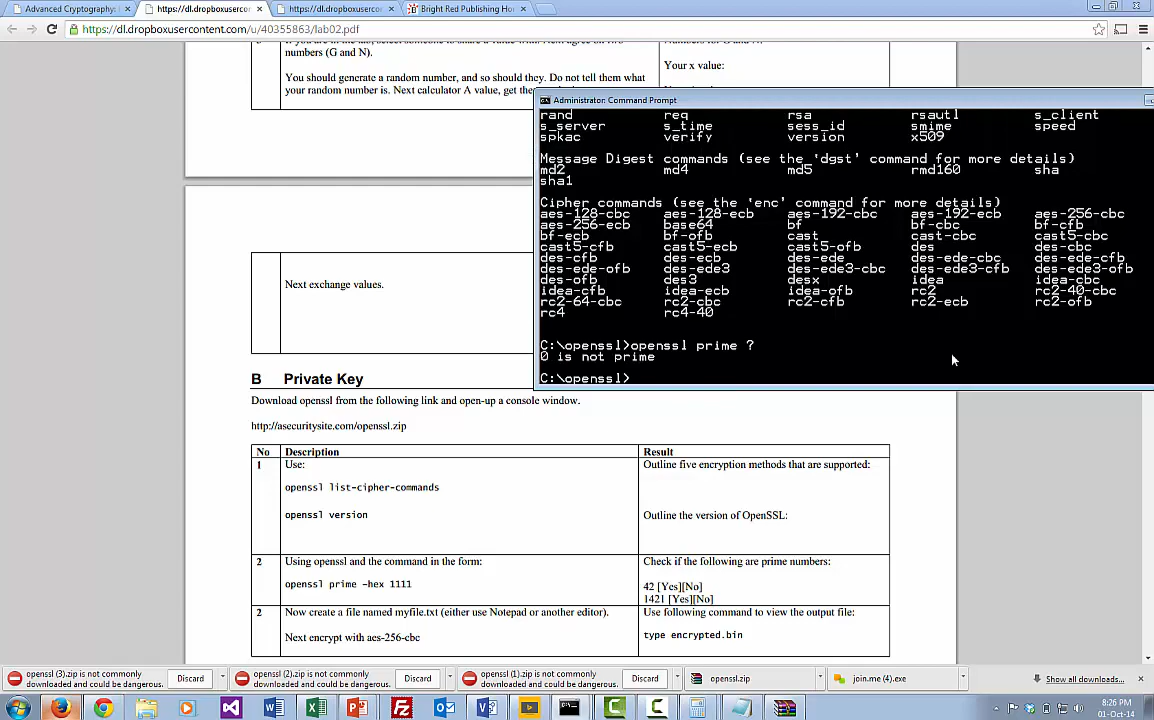 Advanced Cryptography:
https://dl.dropboxusercont
https://dl.dropboxusercont
Bright Red Publishing Ho
https://dl.dropboxusercontent.com/u/40355863/lab02.pdf
numbers (G and N).
Your x value:
You should generate a random number, and so should they. Do not tell them what
Administrator: Command Prompt
rand req rsa rsautl s_client
s_server s_time sess_id smime speed
spkac verify version x509
Message Digest commands (see the `dgst' command for more details)
md2 md4 md5 rmd160 sha
sha1
Cipher commands (see the `enc' command for more details)
aes-128-cbc aes-128-ecb aes-192-cbc aes-192-ecb aes-256-cbc
aes-256-ecb base64 bf bf-cbc bf-cfb
bf-ecb bf-ofb cast cast-cbc cast5-cbc
cast5-cfb cast5-ecb cast5-ofb des des-cbc
des-cfb des-ecb des-ede des-ede-cbc des-ede-cfb
des-ede-ofb des-ede3 des-ede3-cbc des-ede3-cfb des-ede3-ofb
des-ofb des3 desx idea idea-cbc
idea-cfb idea-ecb idea-ofb rc2 rc2-40-cbc
rc2-64-cbc rc2-cbc rc2-cfb rc2-ecb rc2-ofb
rc4 rc4-40
C:\openssl>openssl prime ?
0 is not prime
C:\openssl>
Next exchange values.
B Private Key
Download openssl from the following link and open-up a console window.
http://asecuritysite.com/openssl.zip
No Description Result
1 Use: Outline five encryption methods that are supported:
openssl list-cipher-commands
openssl version Outline the version of OpenSSL:
2 Using openssl and the command in the form: Check if the following are prime numbers:
openssl prime -hex 1111 42 [Yes][No]
1421 [Yes][No]
2 Now create a file named myfile.txt (either use Notepad or another editor). Use following command to view the output file:
Next encrypt with aes-256-cbc type encrypted.bin
openssl (3).zip is not commonly downloaded and could be dangerous. Discard
openssl (2).zip is not commonly downloaded and could be dangerous. Discard
openssl (1).zip is not commonly downloaded and could be dangerous. Discard
openssl.zip
join.me (4).exe
Show all downloads...
8:26 PM
01-Oct-14